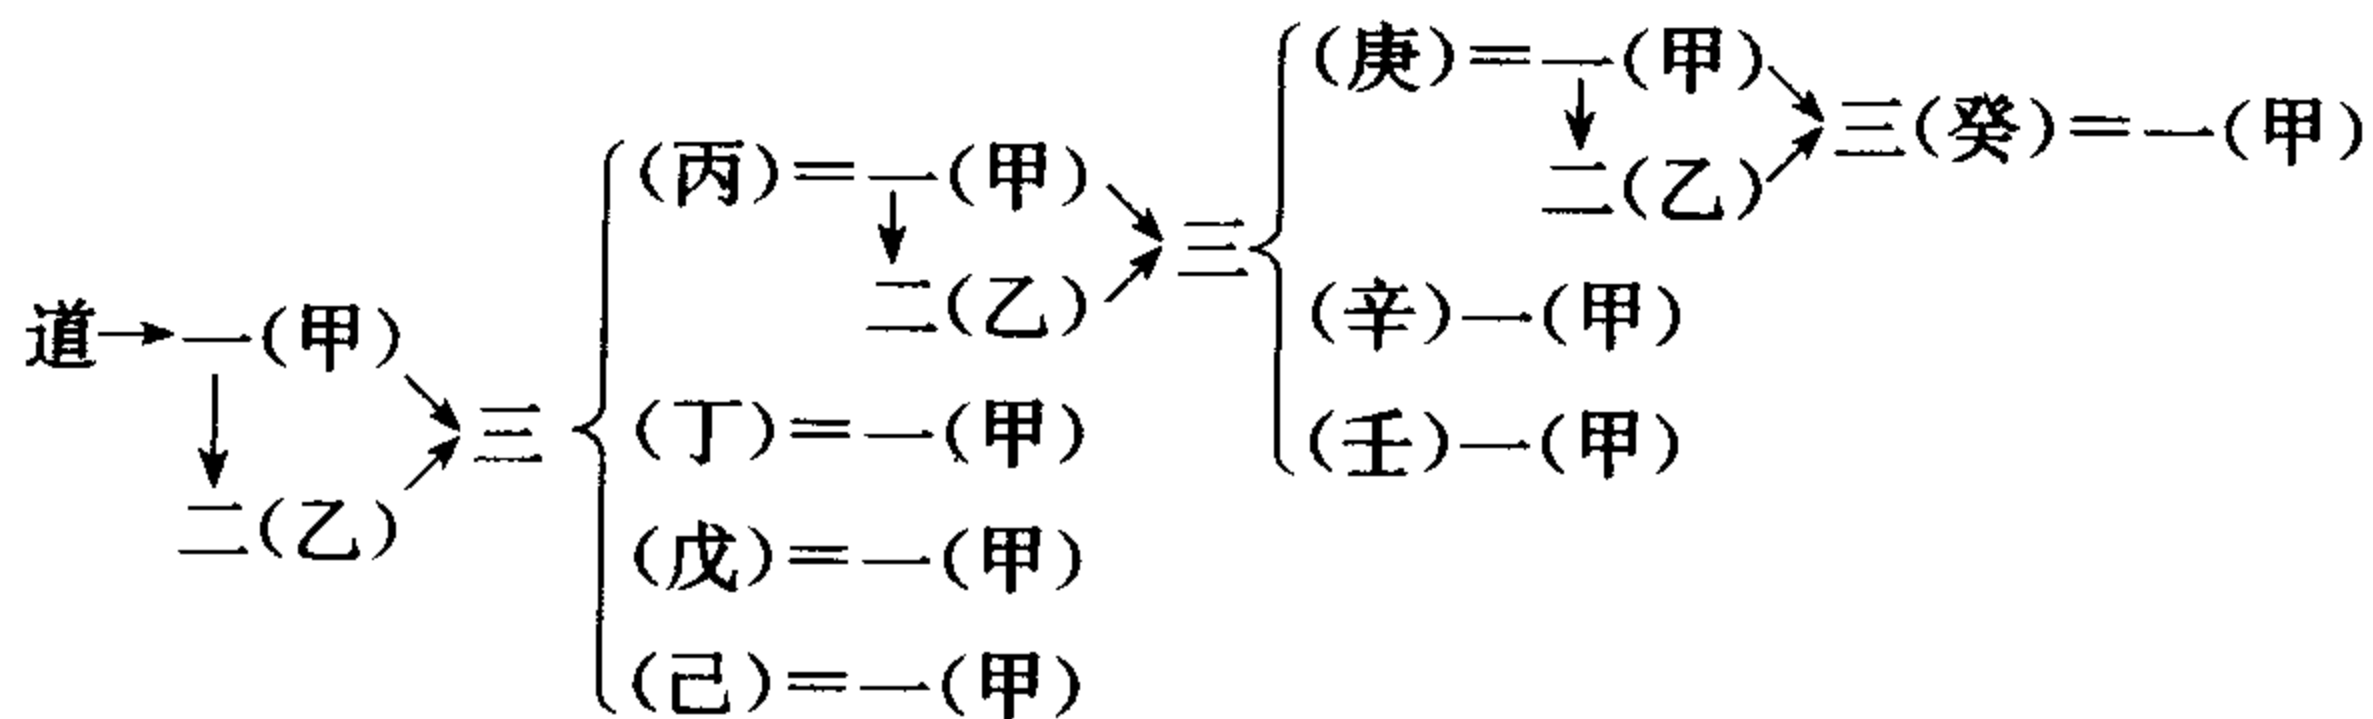 (庚)=一(甲)
三(癸)=一(甲)
二(乙)
(丙)=一(甲)
三
二(乙)
(辛)一(甲)
道→一(甲)
(壬)一(甲)
三
(丁)=一(甲)
二(乙)
(戊)=一(甲)
(己)=一(甲)